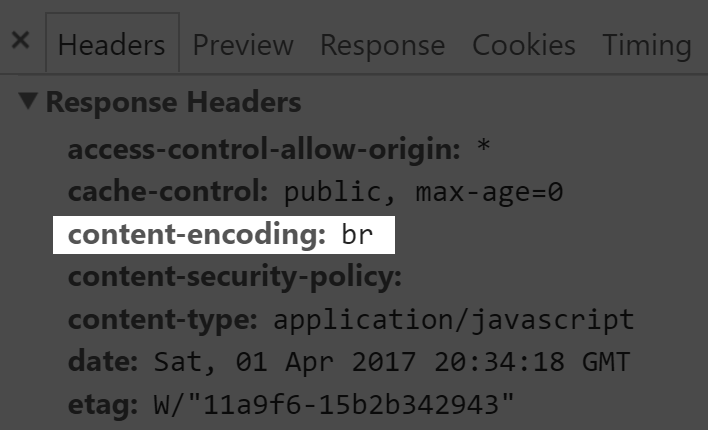 × Headers Preview Response Cookies Timing
▼ Response Headers
access-control-allow-origin: *
cache-control: public, max-age=0
content-encoding: br
content-security-policy:
content-type: application/javascript
date: Sat, 01 Apr 2017 20:34:18 GMT
etag: W/"11a9f6-15b2b342943"